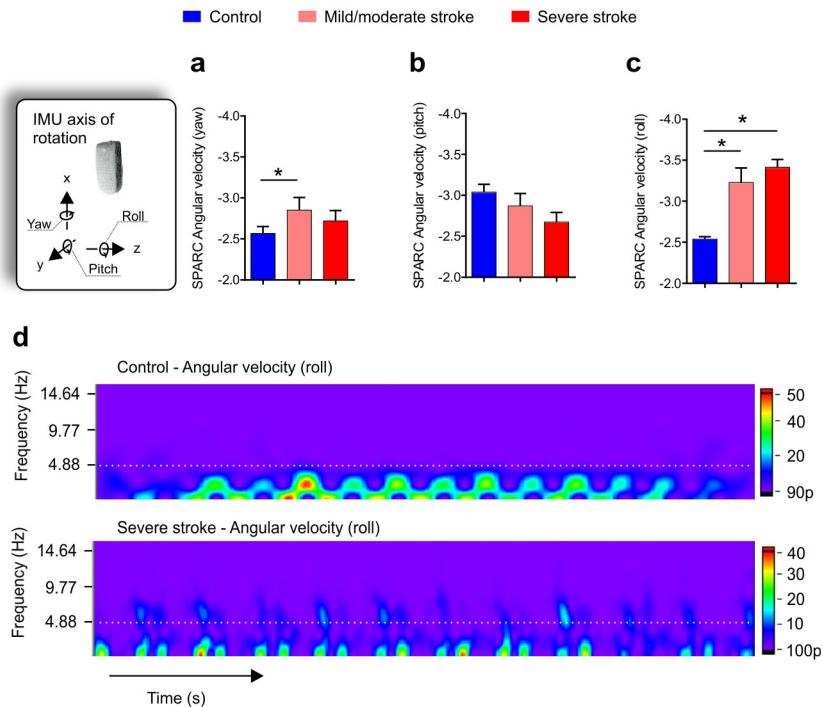 Control
Mild/moderate stroke
Severe stroke
a
b
c
IMU axis of
rotation
x
Yaw
Roll
y
z
Pitch
SPARC Angular velocity (yaw)
-4.0
-3.5
-3.0
-2.5
-2.0
*
SPARC Angular velocity (pitch)
-4.0
-3.5
-3.0
-2.5
-2.0
SPARC Angular velocity (roll)
-4.0
-3.5
-3.0
-2.5
-2.0
*
*
d
Control - Angular velocity (roll)
Frequency (Hz)
14.64
9.77
4.88
50
40
20
90p
Severe stroke - Angular velocity (roll)
Frequency (Hz)
14.64
9.77
4.88
40
30
20
10
100p
Time (s)